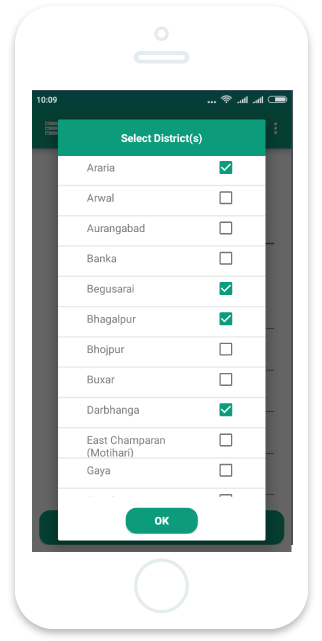 10:09
Select District(s)
Araria
Arwal
Aurangabad
Banka
Begusarai
Bhagalpur
Bhojpur
Buxar
Darbhanga
East Champaran
(Motihari)
Gaya
OK